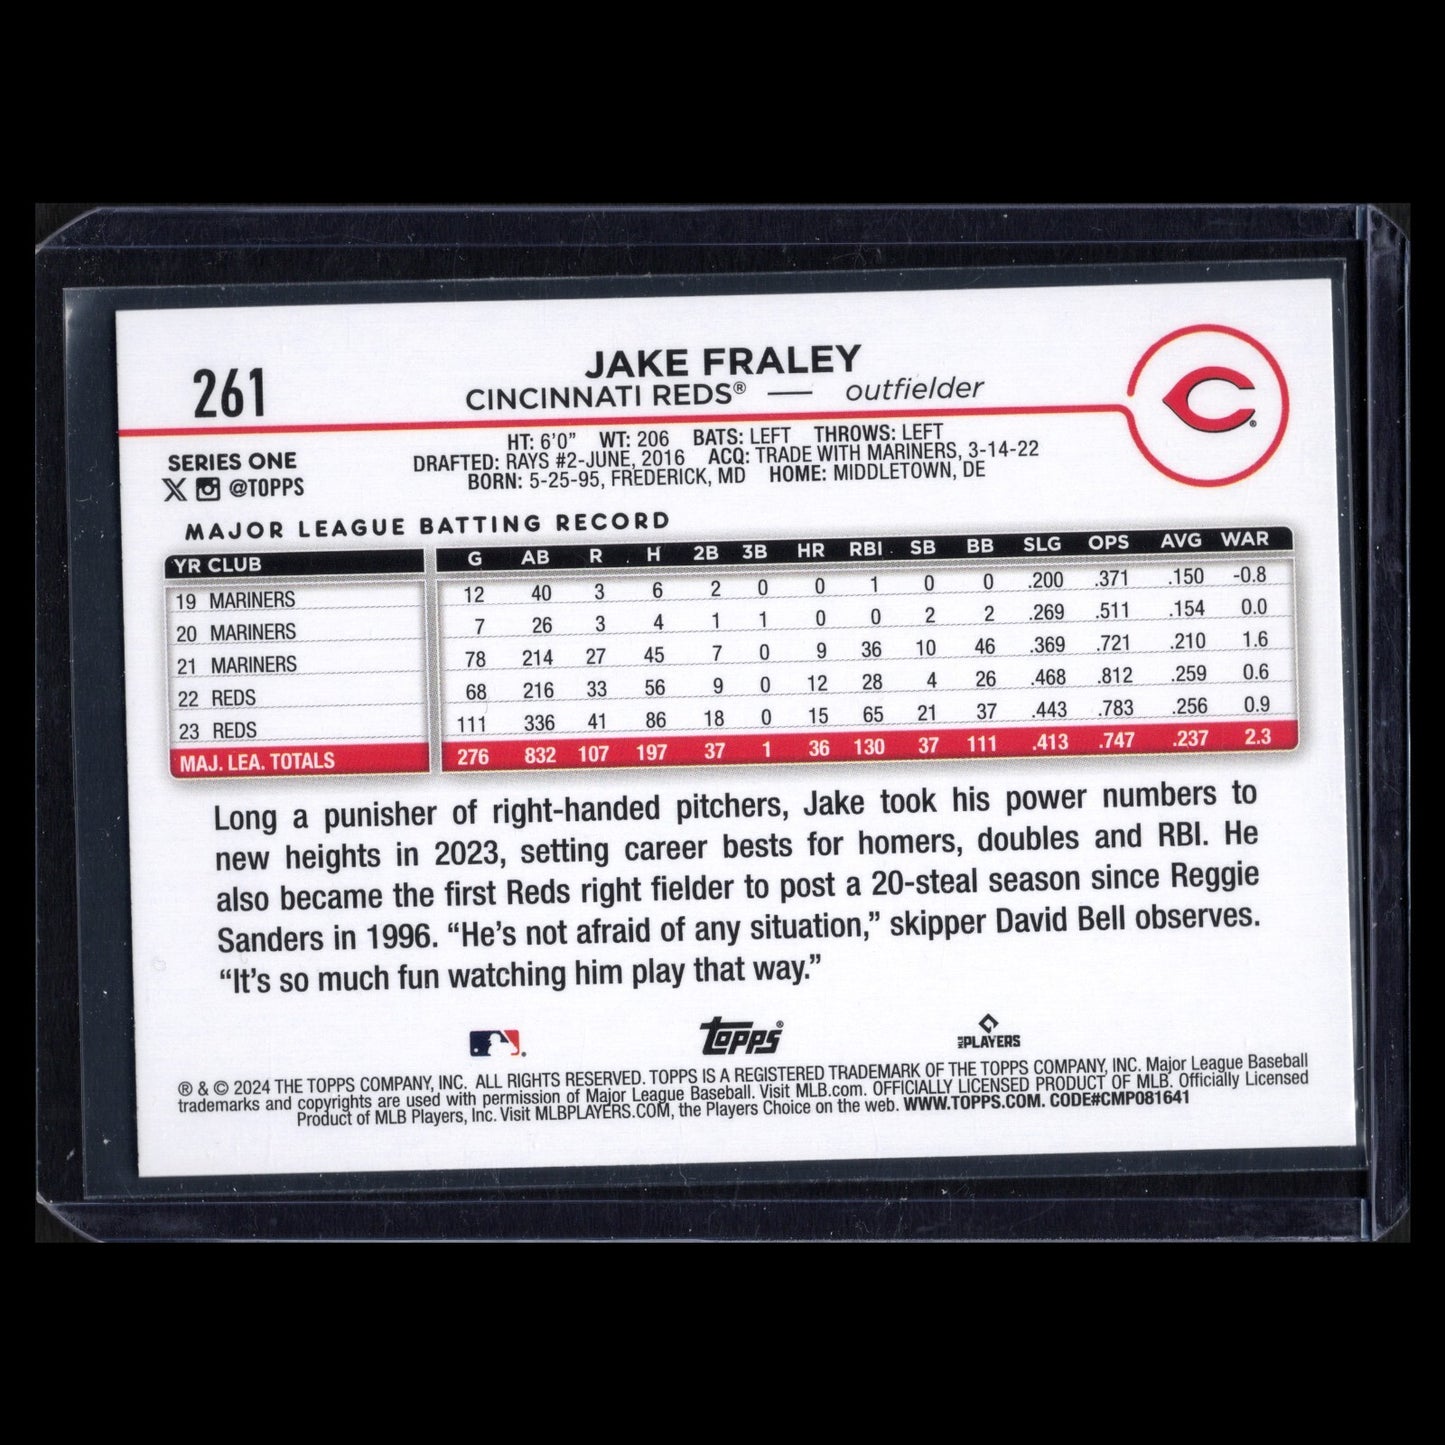 261
JAKE FRALEY
CINCINNATI REDS® — outfielder
C®
HT: 6'0" WT: 206 BATS: LEFT THROWS: LEFT
DRAFTED: RAYS #2-JUNE, 2016 ACQ: TRADE WITH MARINERS, 3-14-22
BORN: 5-25-95, FREDERICK, MD HOME: MIDDLETOWN, DE
SERIES ONE
X @TOPPS
MAJOR LEAGUE BATTING RECORD
YR CLUB G AB R H 2B 3B HR RBI SB BB SLG OPS AVG WAR
19 MARINERS 12 40 3 6 2 0 0 1 0 0 .200 .371 .150 -0.8
20 MARINERS 7 26 3 4 1 1 0 0 2 2 .269 .511 .154 0.0
21 MARINERS 78 214 27 45 7 0 9 36 10 46 .369 .721 .210 1.6
22 REDS 68 216 33 56 9 0 12 28 4 26 .468 .812 .259 0.6
23 REDS 111 336 41 86 18 0 15 65 21 37 .443 .783 .256 0.9
MAJ. LEA. TOTALS 276 832 107 197 37 1 36 130 37 111 .413 .747 .237 2.3
Long a punisher of right-handed pitchers, Jake took his power numbers to
new heights in 2023, setting career bests for homers, doubles and RBI. He
also became the first Reds right fielder to post a 20-steal season since Reggie
Sanders in 1996. “He's not afraid of any situation,” skipper David Bell observes.
“It's so much fun watching him play that way.”
Topps®
MLB PLAYERS
® & © 2024 THE TOPPS COMPANY, INC. ALL RIGHTS RESERVED. TOPPS IS A REGISTERED TRADEMARK OF THE TOPPS COMPANY, INC. Major League Baseball
trademarks and copyrights are used with permission of Major League Baseball. Visit MLB.com. OFFICIALLY LICENSED PRODUCT OF MLB. Officially Licensed
Product of MLB Players, Inc. Visit MLBPLAYERS.COM, the Players Choice on the web. WWW.TOPPS.COM. CODE#CMP081641